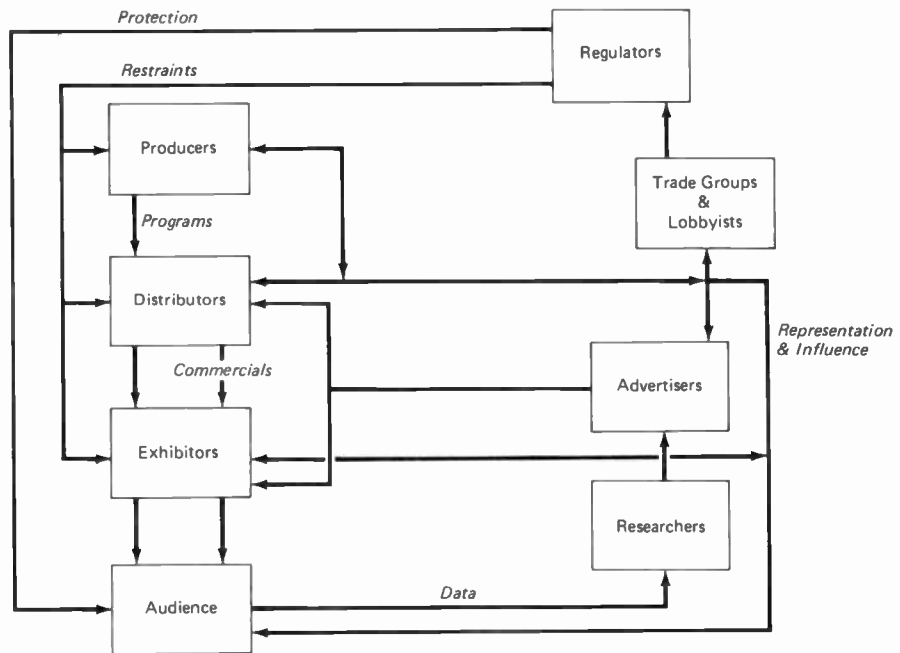 Protection
Regulators
Restraints
Producers
Trade Groups
&
Lobbyists
Programs
Distributors
Representation
& Influence
Commercials
Advertisers
Exhibitors
Researchers
Data
Audience